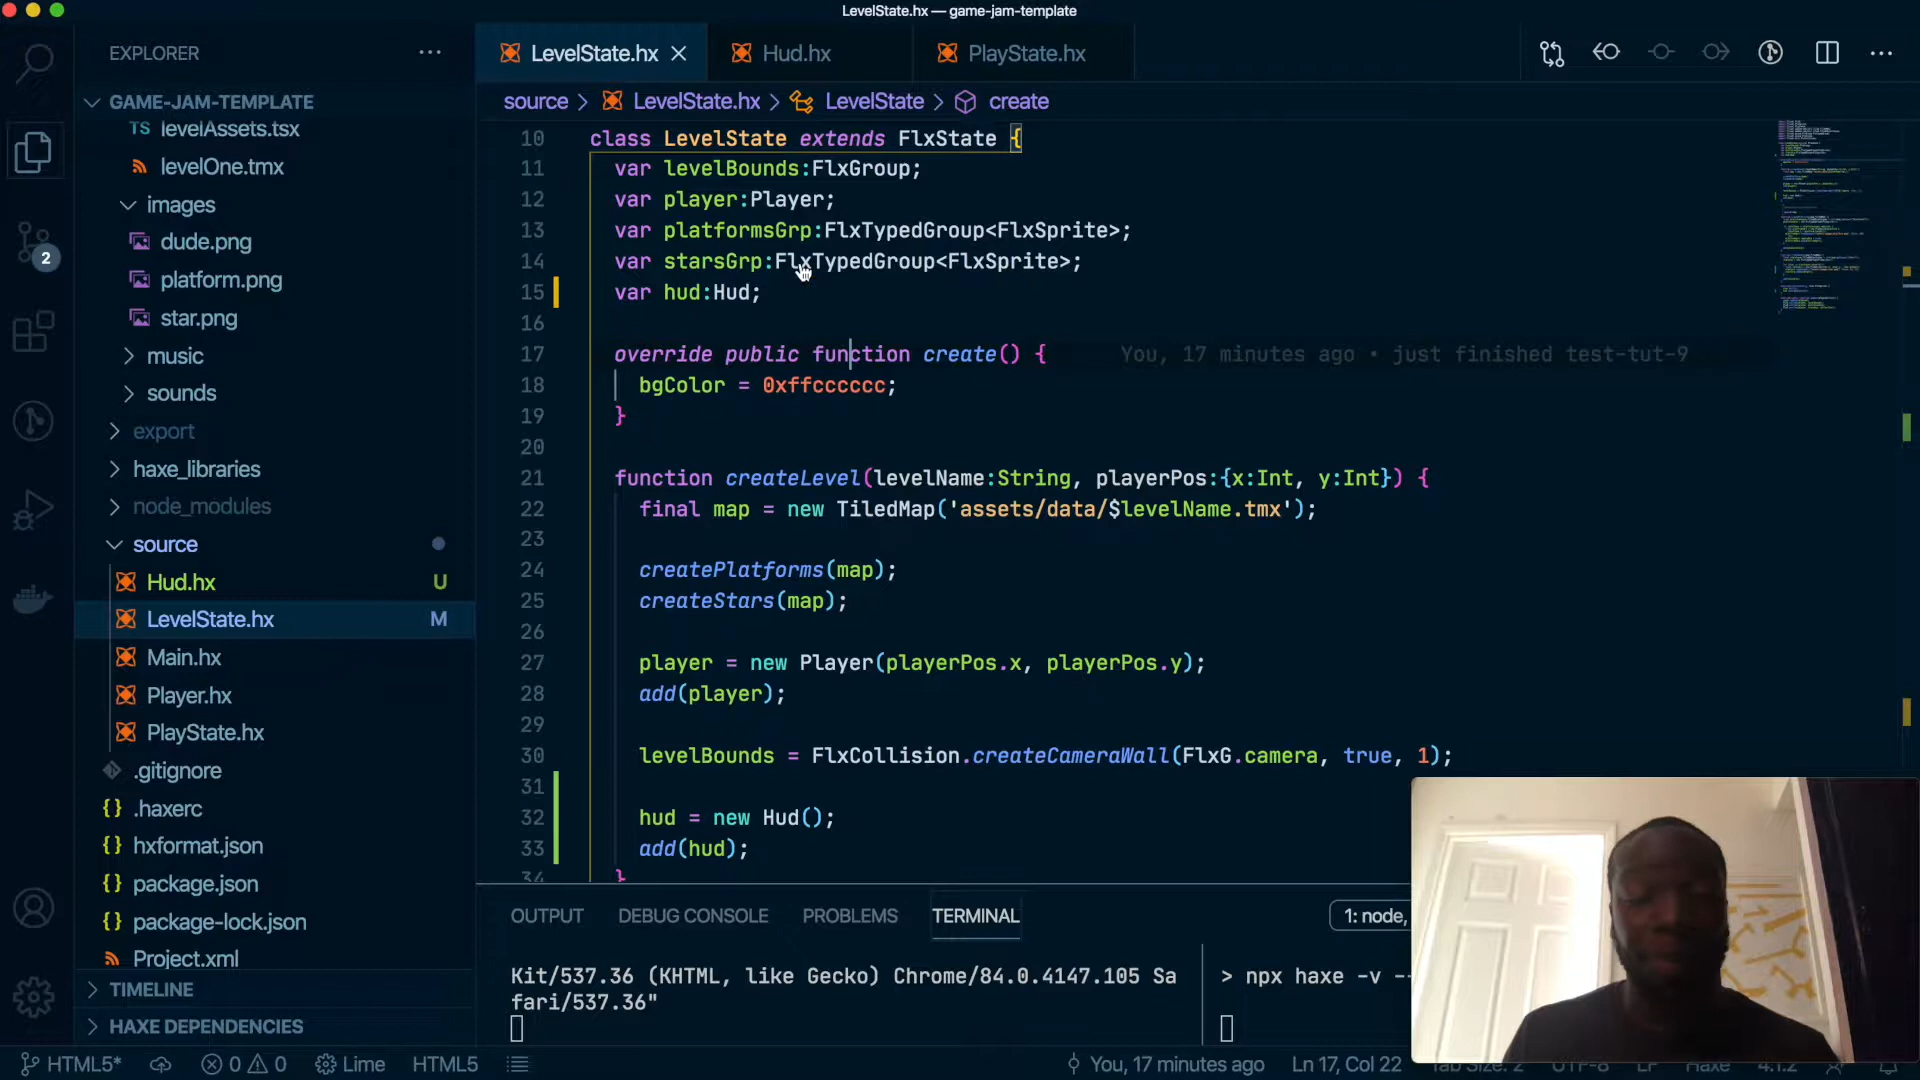 LevelState.hx — game-jam-template
EXPLORER
GAME-JAM-TEMPLATE
TS levelAssets.tsx
levelOne.tmx
images
dude.png
platform.png
star.png
music
sounds
export
haxe_libraries
node_modules
source
Hud.hx U
LevelState.hx M
Main.hx
Player.hx
PlayState.hx
.gitignore
{} .haxerc
{} hxformat.json
{} package.json
{} package-lock.json
Project.xml
TIMELINE
HAXE DEPENDENCIES
2
LevelState.hx
Hud.hx
PlayState.hx
source > LevelState.hx > LevelState > create
10 class LevelState extends FlxState {
11 var levelBounds:FlxGroup;
12 var player:Player;
13 var platformsGrp:FlxTypedGroup<FlxSprite>;
14 var starsGrp:FlxTypedGroup<FlxSprite>;
15 var hud:Hud;
16
17 override public function create() { You, 17 minutes ago • just finished test-tut-9
18 bgColor = 0xffcccccc;
19 }
20
21 function createLevel(levelName:String, playerPos:{x:Int, y:Int}) {
22 final map = new TiledMap('assets/data/$levelName.tmx');
23
24 createPlatforms(map);
25 createStars(map);
26
27 player = new Player(playerPos.x, playerPos.y);
28 add(player);
29
30 levelBounds = FlxCollision.createCameraWall(FlxG.camera, true, 1);
31
32 hud = new Hud();
33 add(hud);
34 }
OUTPUT DEBUG CONSOLE PROBLEMS TERMINAL 1: node,
Kit/537.36 (KHTML, like Gecko) Chrome/84.0.4147.105 Sa
fari/537.36"
> npx haxe -v --
HTML5* 0 0 Lime HTML5 You, 17 minutes ago Ln 17, Col 22 Tab Size: 2 UTF-8 LF Haxe 4.1.2